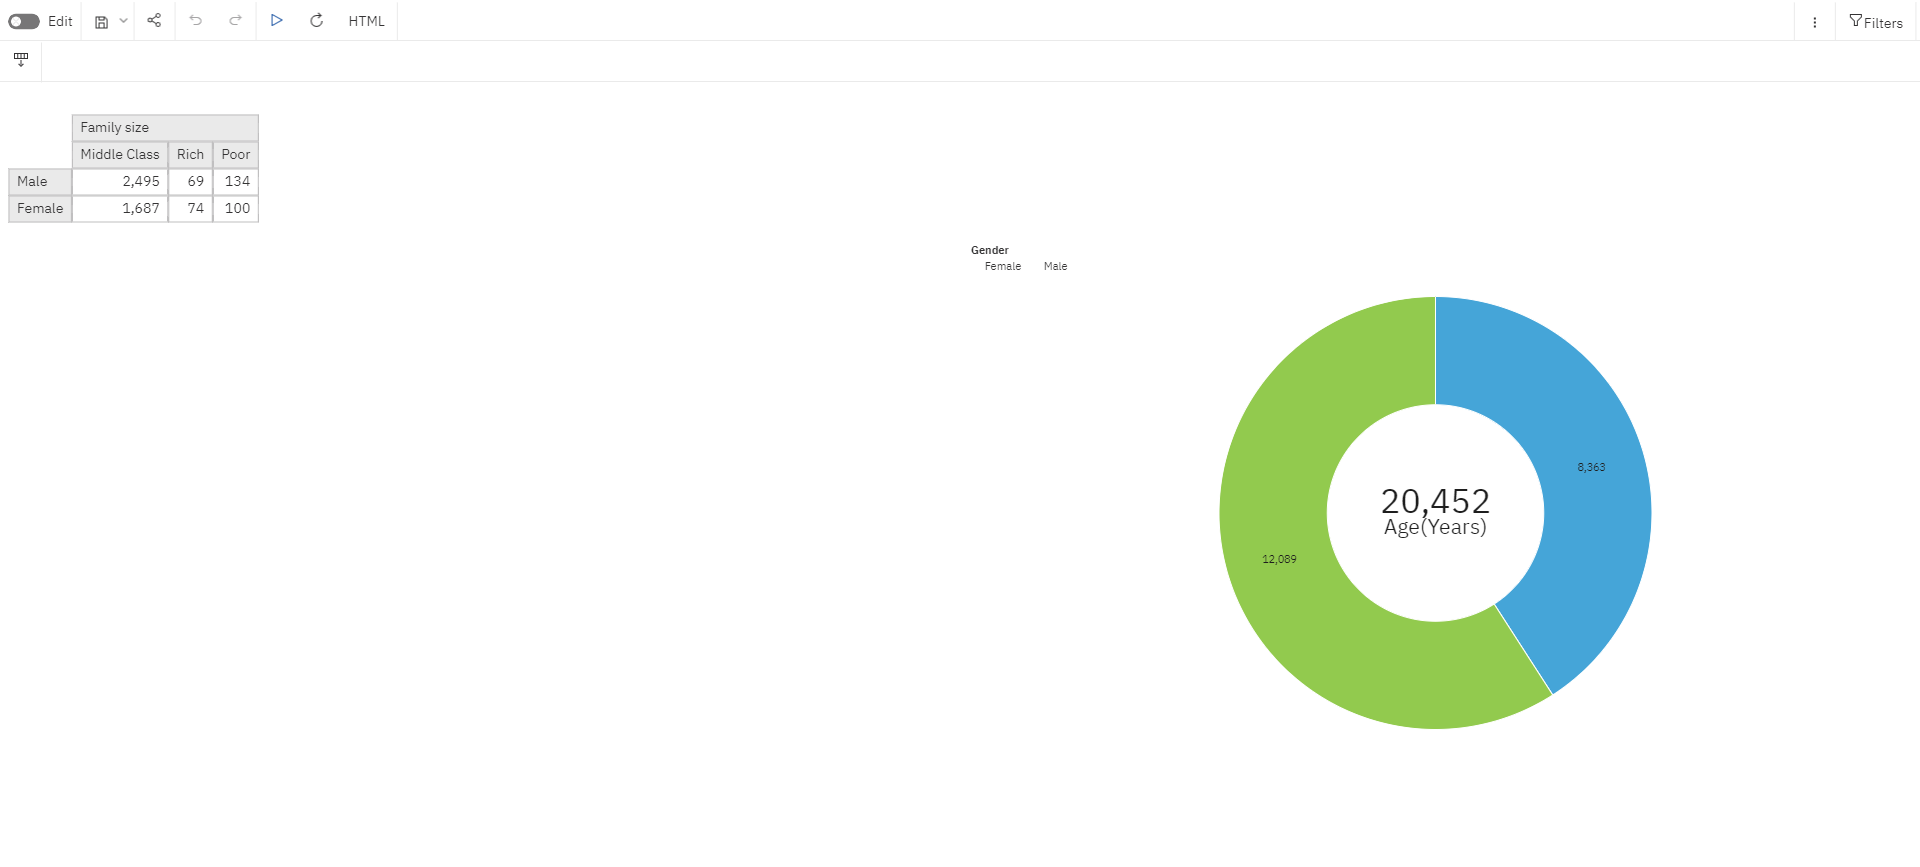 Edit HTML Filters
Family size
Middle Class Rich Poor
Male 2,495 69 134
Female 1,687 74 100
Gender
Female Male
8,363
20,452
Age(Years)
12,089